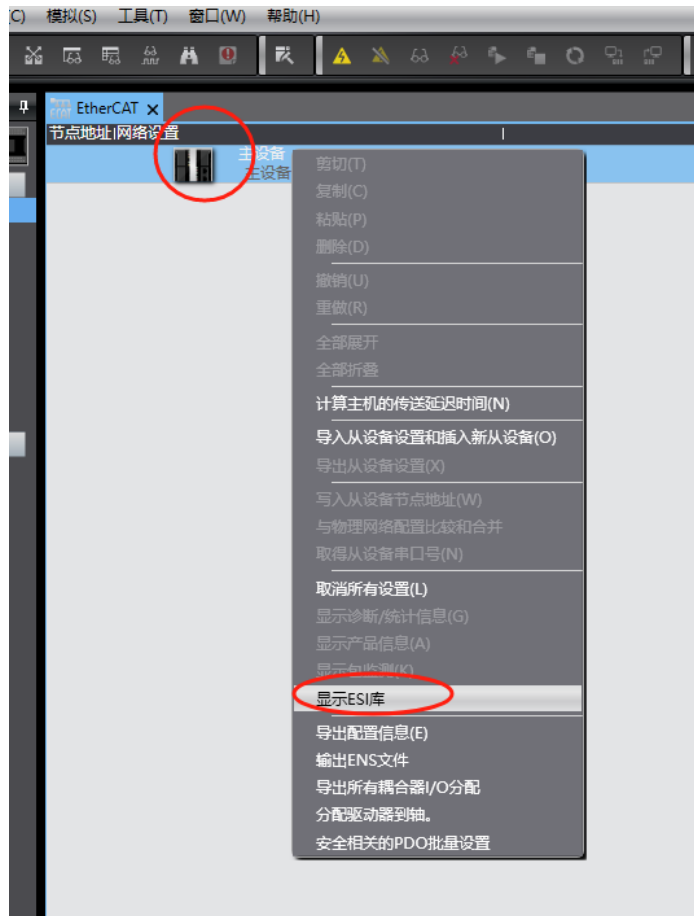 (C) 模拟(S) 工具(T) 窗口(W) 帮助(H)
EtherCAT
节点地址|网络设置
主设备
主设备
剪切(T)
复制(C)
粘贴(P)
删除(D)
撤销(U)
重做(R)
全部展开
全部折叠
计算主机的传送延迟时间(N)
导入从设备设置和插入新从设备(O)
导出从设备设置(X)
写入从设备节点地址(W)
与物理网络配置比较和合并
取得从设备串口号(N)
取消所有设置(L)
显示诊断/统计信息(G)
显示产品信息(A)
显示包监测(K)
显示ESI库
导出配置信息(E)
输出ENS文件
导出所有耦合器I/O分配
分配驱动器到轴。
安全相关的PDO批量设置